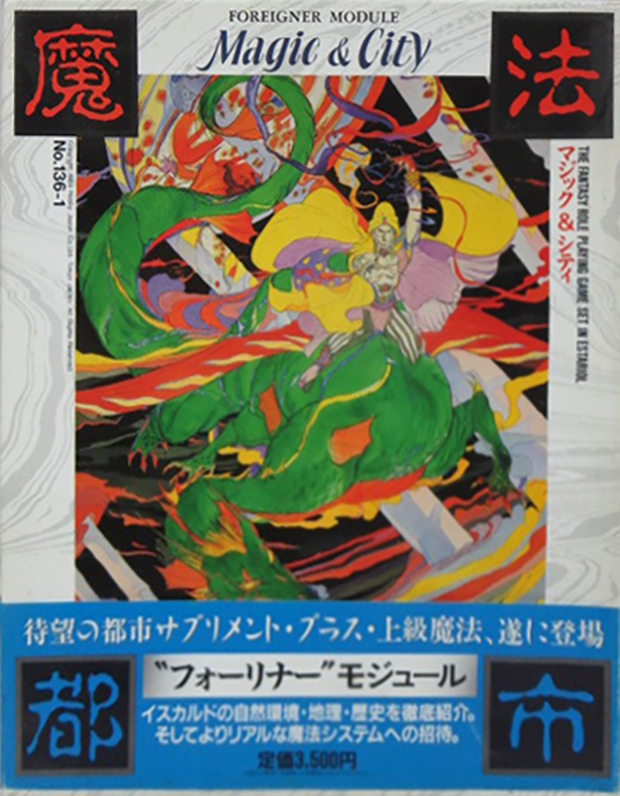 FOREIGNER MODULE
Magic & City
魔法
都市
No.136-1
THE FANTASY ROLE PLAYING GAME SET IN ESTARIOL
マジック&シティ
待望の都市サプリメント・プラス・上級魔法、遂に登場
"フォーリナー"モジュール
イスカルドの自然環境・地理・歴史を徹底紹介。
そしてよりリアルな魔法システムへの招待。
定価3,500円